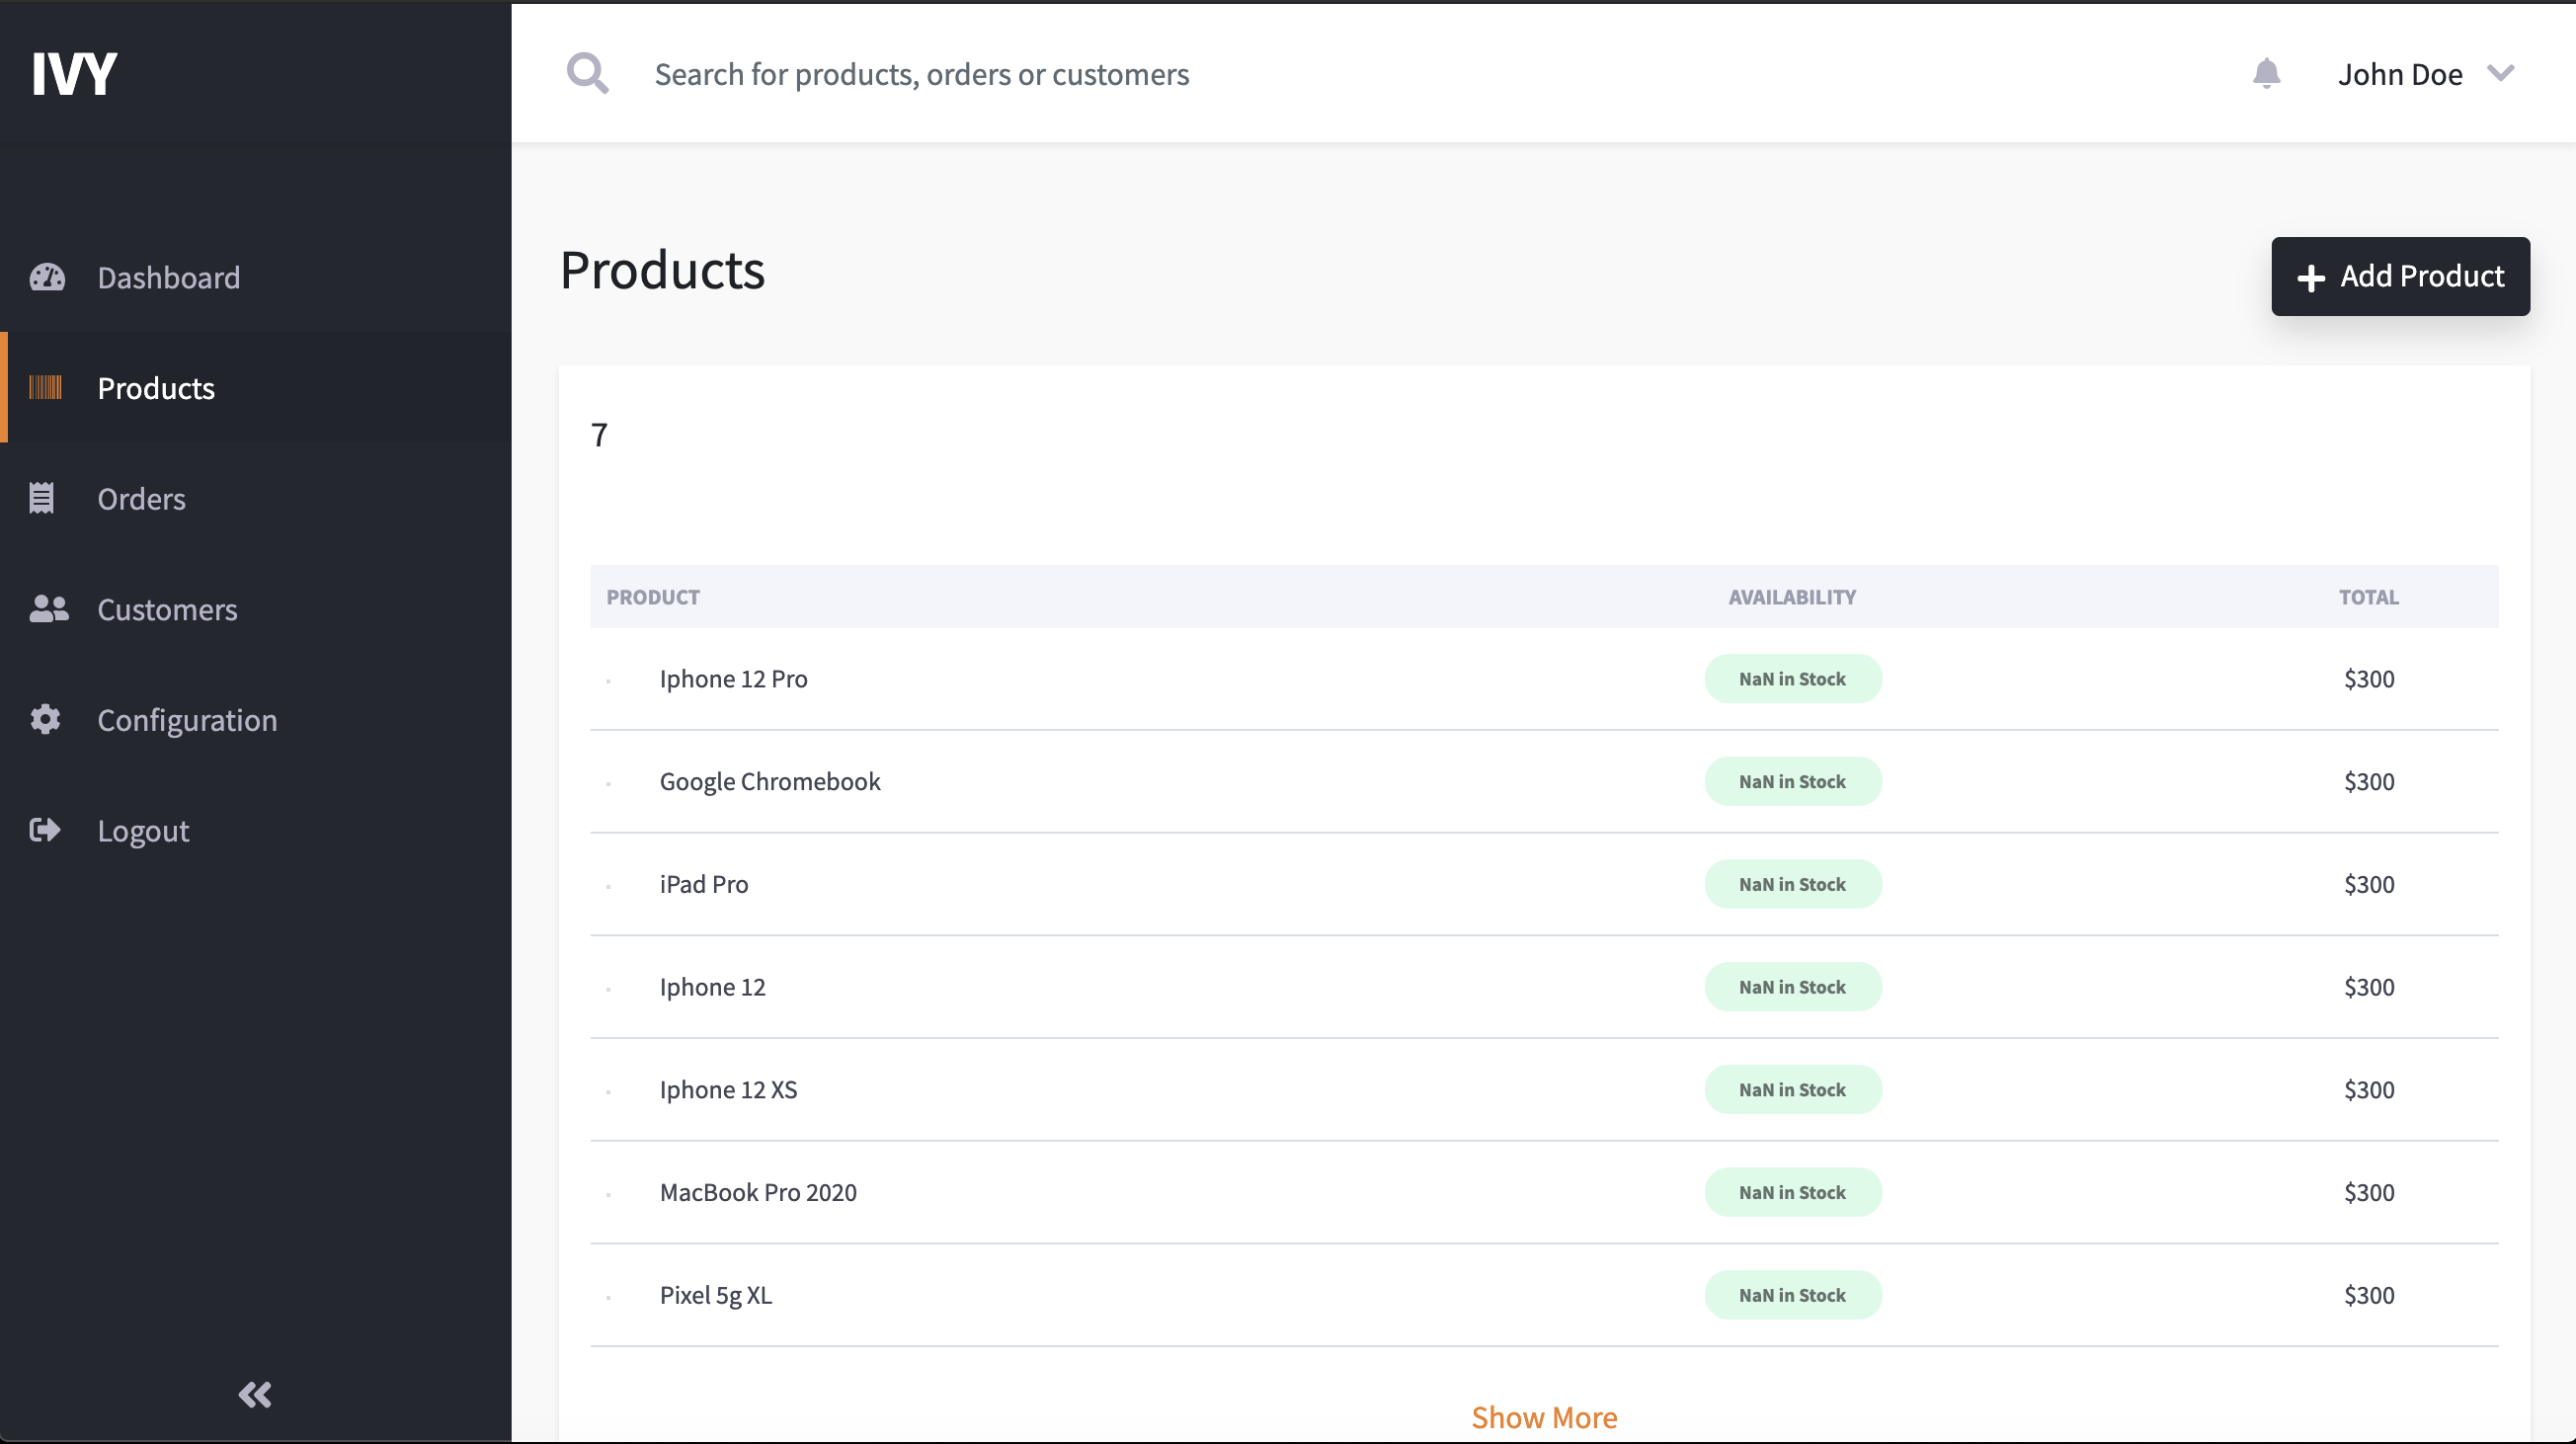 IVY
Search for products, orders or customers
John Doe
Dashboard
Products
Orders
Customers
Configuration
Logout
Products
Add Product
7
PRODUCT AVAILABILITY TOTAL
Iphone 12 Pro NaN in Stock $300
Google Chromebook NaN in Stock $300
iPad Pro NaN in Stock $300
Iphone 12 NaN in Stock $300
Iphone 12 XS NaN in Stock $300
MacBook Pro 2020 NaN in Stock $300
Pixel 5g XL NaN in Stock $300
Show More